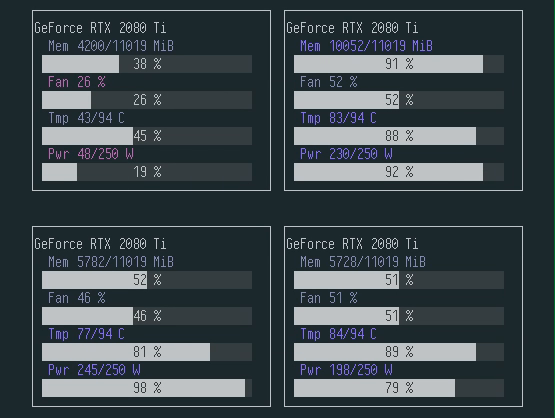 GeForce RTX 2080 Ti
Mem 4200/11019 MiB
38 %
Fan 26 %
26 %
Tmp 43/94 C
45 %
Pwr 48/250 W
19 %
GeForce RTX 2080 Ti
Mem 10052/11019 MiB
91 %
Fan 52 %
52 %
Tmp 83/94 C
88 %
Pwr 230/250 W
92 %
GeForce RTX 2080 Ti
Mem 5782/11019 MiB
52 %
Fan 46 %
46 %
Tmp 77/94 C
81 %
Pwr 245/250 W
98 %
GeForce RTX 2080 Ti
Mem 5728/11019 MiB
51 %
Fan 51 %
51 %
Tmp 84/94 C
89 %
Pwr 198/250 W
79 %